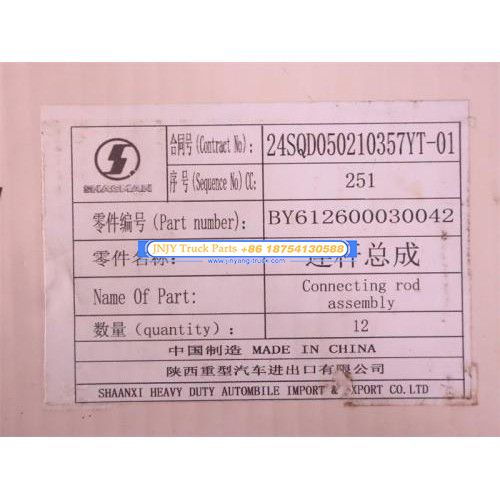 SHACMAN
合同号(Contract No): 24SQD050210357YT-01
序号(Sequence No)CC: 251
零件编号(Part number): BY612600030042
JNJY Truck Parts +86 18754130588
www.jinyang-truck.com
零件名称: 连杆总成
Name Of Part: Connecting rod assembly
数量(quantity): 12
中国制造 MADE IN CHINA
陕西重型汽车进出口有限公司
SHAANXI HEAVY DUTY AUTOMBILE IMPORT & EXPORT CO.LTD